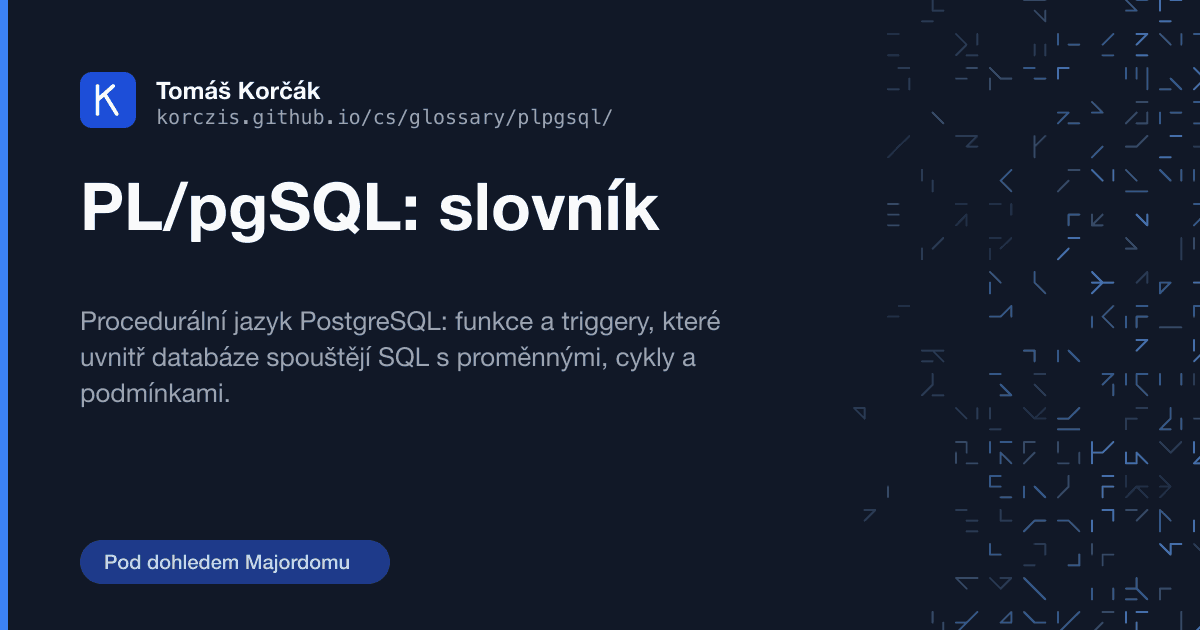 Tomáš Korčák
korczis.github.io/cs/glossary/plpgsql/
PL/pgSQL: slovník
Procedurální jazyk PostgreSQL: funkce a triggery, které
uvnitř databáze spouštějí SQL s proměnnými, cykly a
podmínkami.
Pod dohledem Majordomu